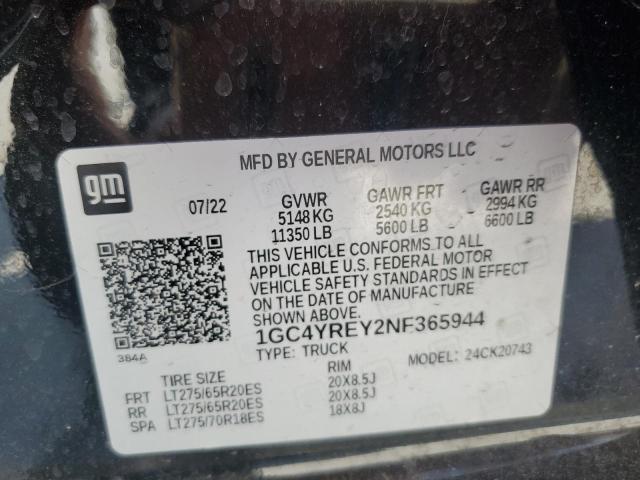 MFD BY GENERAL MOTORS LLC
gm
07/22
GVWR GAWR FRT GAWR RR
5148 KG 2540 KG 2994 KG
11350 LB 5600 LB 6600 LB
THIS VEHICLE CONFORMS TO ALL
APPLICABLE U.S. FEDERAL MOTOR
VEHICLE SAFETY STANDARDS IN EFFECT
ON THE DATE OF MANUFACTURE
SHOWN ABOVE.
1GC4YREY2NF365944
384A
TYPE: TRUCK MODEL: 24CK20743
TIRE SIZE RIM
FRT LT275/65R20ES 20X8.5J
RR LT275/65R20ES 20X8.5J
SPA LT275/70R18ES 18X8J